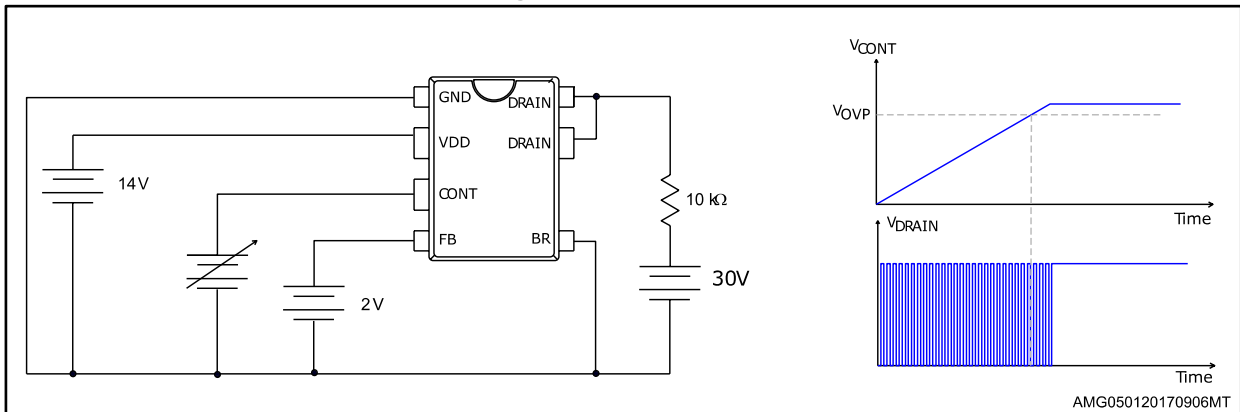 GND
DRAIN
VDD
DRAIN
14V
CONT
10 kΩ
FB
BR
2V
30V
VCONT
VOVP
Time
VDRAIN
Time
AMG050120170906MT